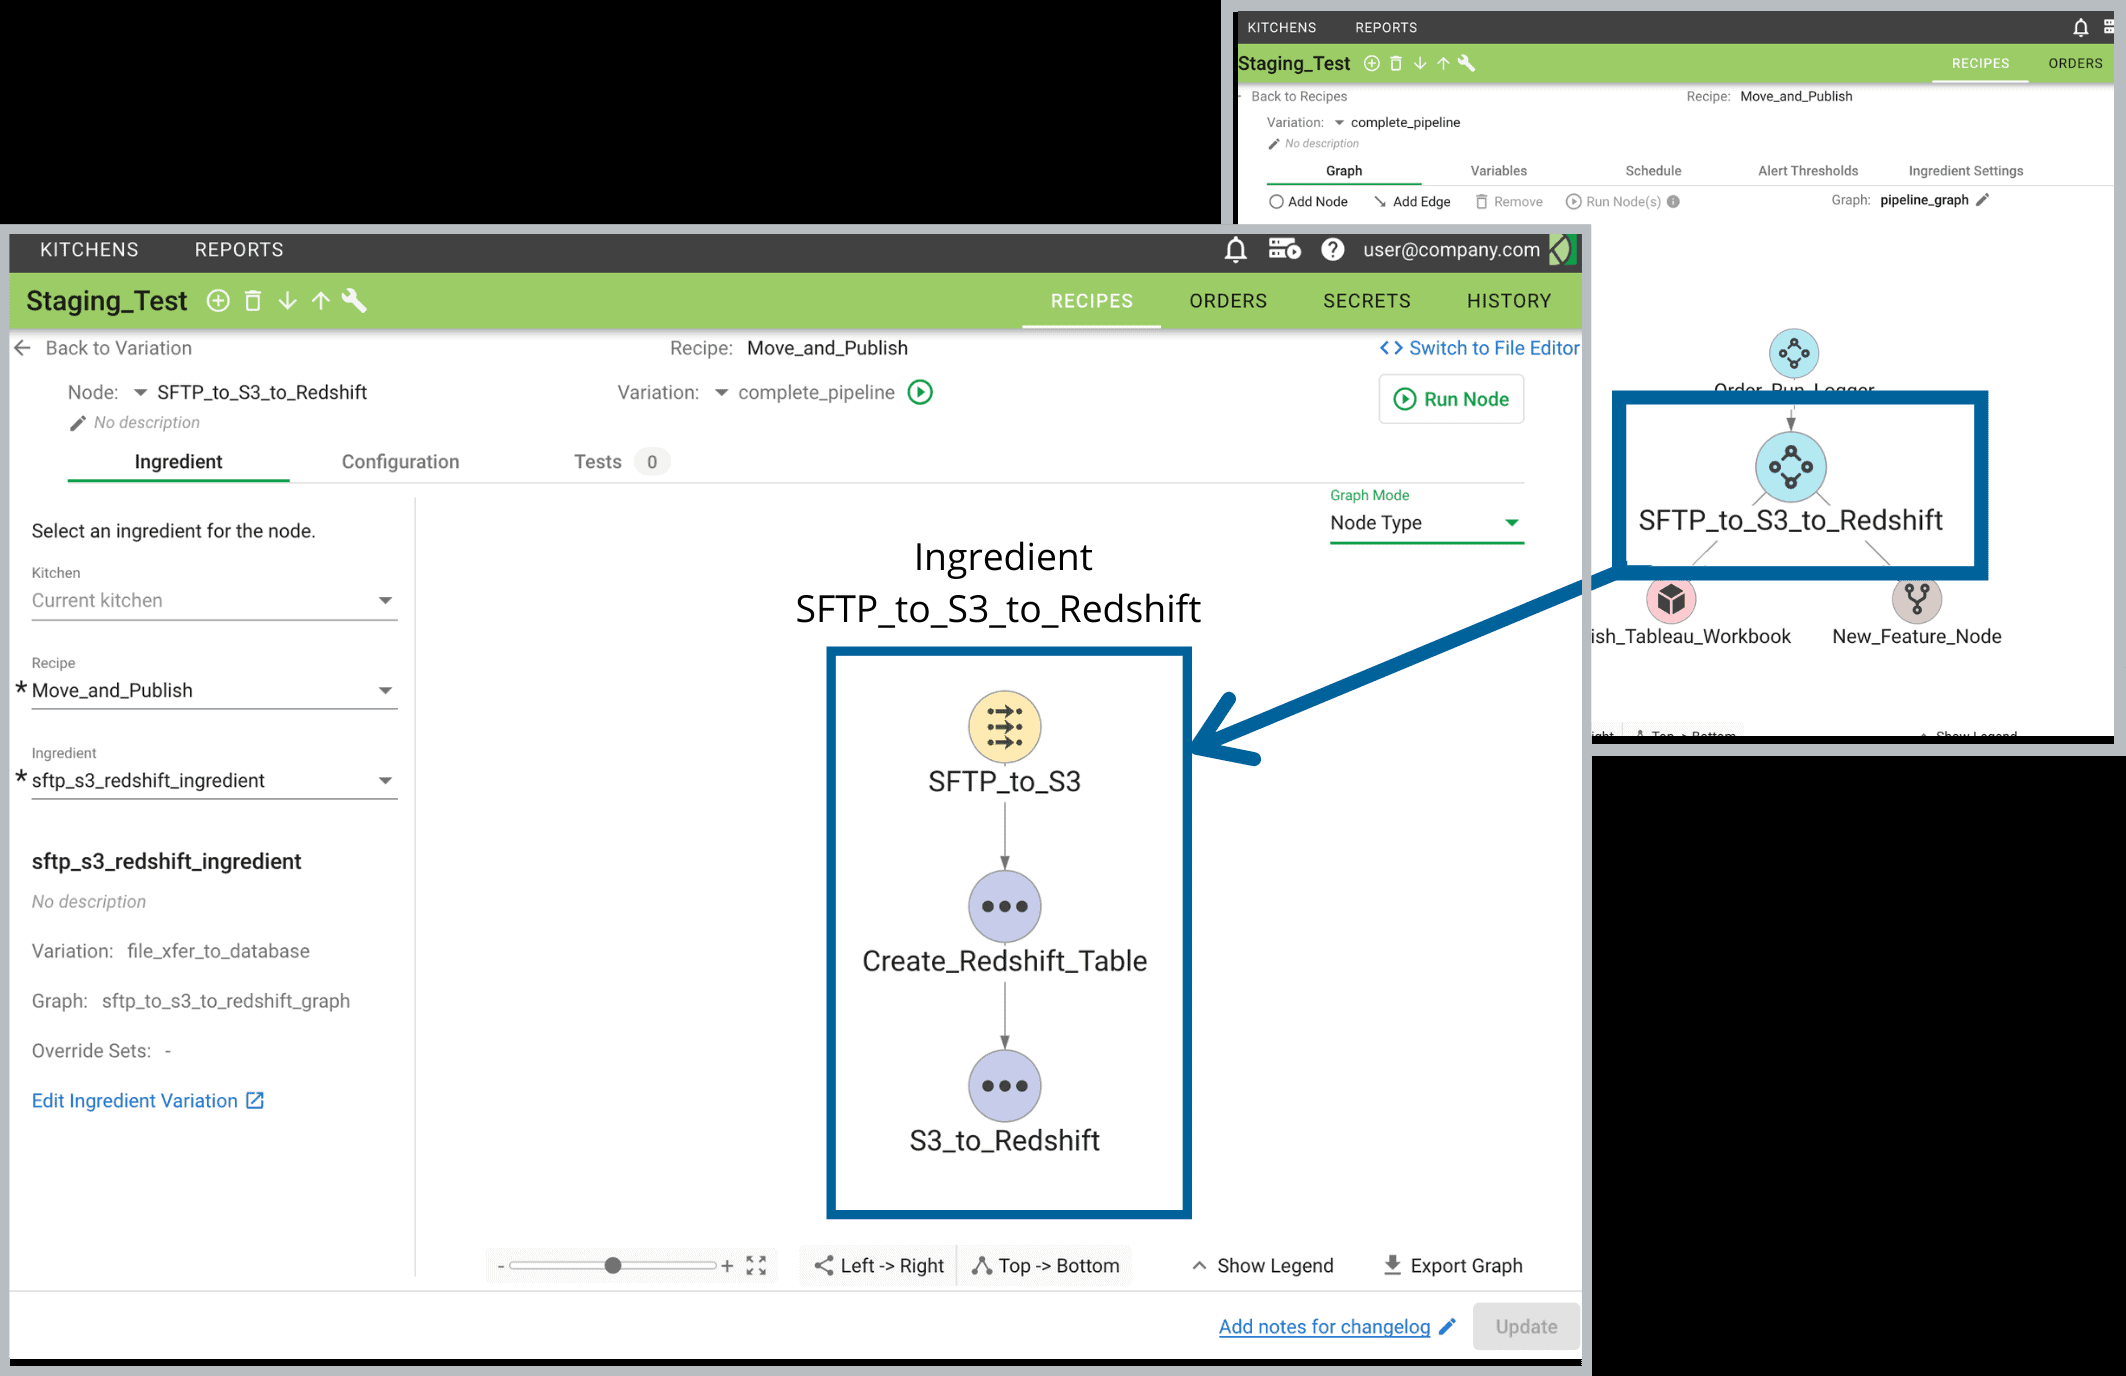 KITCHENS REPORTS
Staging_Test RECIPES ORDERS
Back to Recipes Recipe: Move_and_Publish
Variation: complete_pipeline
No description
Graph Variables Schedule Alert Thresholds Ingredient Settings
Add Node Add Edge Remove Run Node(s) Graph: pipeline_graph
Order_Run_Logger
SFTP_to_S3_to_Redshift
ish_Tableau_Workbook New_Feature_Node
Top -> Bottom Show Legend
KITCHENS REPORTS user@company.com
Staging_Test RECIPES ORDERS SECRETS HISTORY
Back to Variation Recipe: Move_and_Publish <> Switch to File Editor
Node: SFTP_to_S3_to_Redshift Variation: complete_pipeline Run Node
No description
Ingredient Configuration Tests 0
Graph Mode
Node Type
Select an ingredient for the node.
Kitchen
Current kitchen
Recipe
* Move_and_Publish
Ingredient
* sftp_s3_redshift_ingredient
sftp_s3_redshift_ingredient
No description
Variation: file_xfer_to_database
Graph: sftp_to_s3_to_redshift_graph
Override Sets: -
Edit Ingredient Variation
Ingredient
SFTP_to_S3_to_Redshift
SFTP_to_S3
Create_Redshift_Table
S3_to_Redshift
- + Left -> Right Top -> Bottom Show Legend Export Graph
Add notes for changelog Update